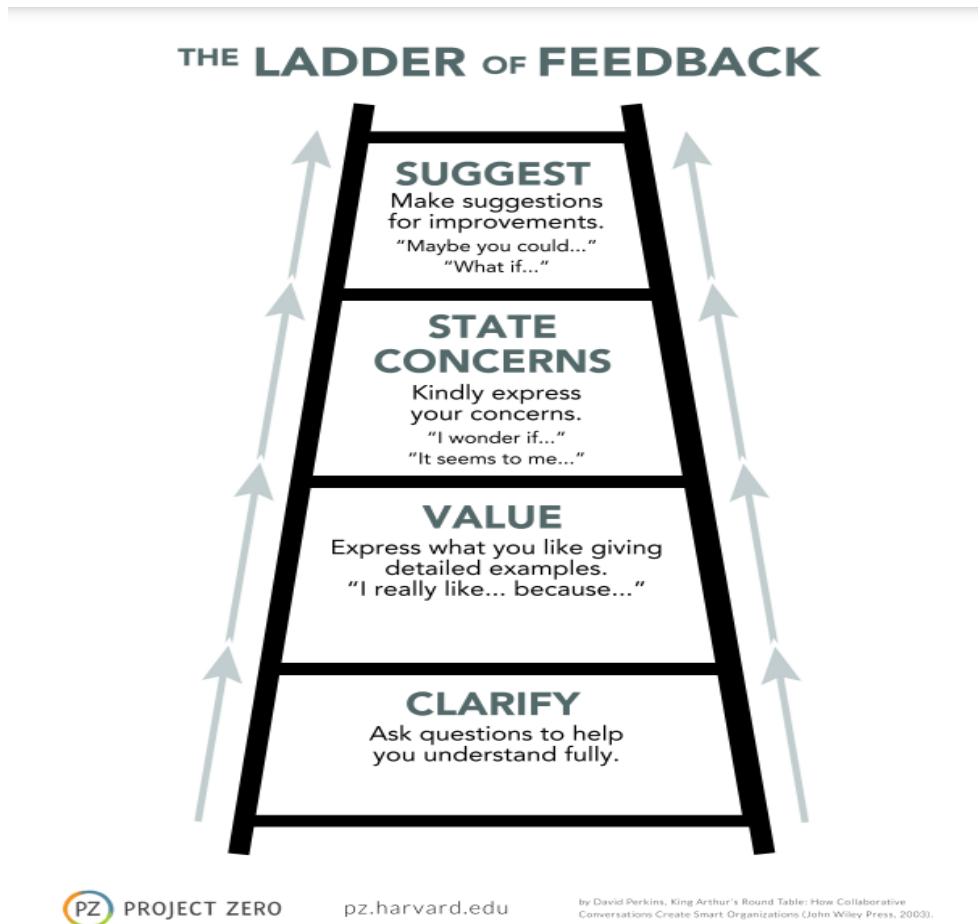 THE LADDER OF FEEDBACK
SUGGEST
Make suggestions
for improvements.
“Maybe you could...”
“What if...”
STATE
CONCERNS
Kindly express
your concerns.
“I wonder if...”
“It seems to me...”
VALUE
Express what you like giving
detailed examples.
“I really like... because...”
CLARIFY
Ask questions to help
you understand fully.
PZ PROJECT ZERO
pz.harvard.edu
by David Perkins, King Arthur's Round Table: How Collaborative
Conversations Create Smart Organizations (John Wiley Press, 2003).